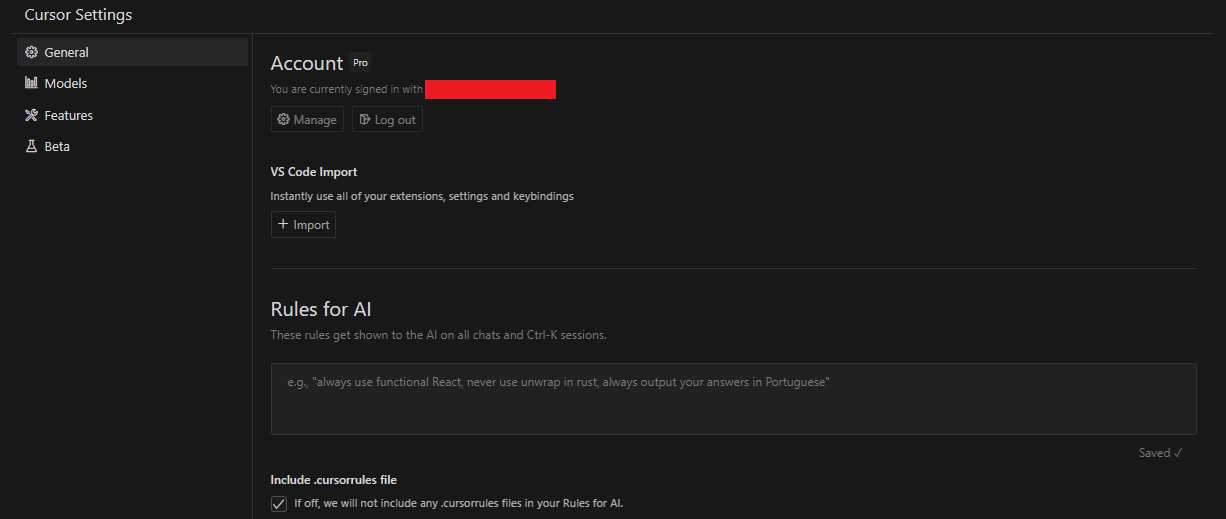 Cursor Settings
General
Models
Features
Beta
Account Pro
You are currently signed in with
Manage Log out
VS Code Import
Instantly use all of your extensions, settings and keybindings
+ Import
Rules for AI
These rules get shown to the AI on all chats and Ctrl-K sessions.
e.g., "always use functional React, never use unwrap in rust, always output your answers in Portuguese"
Saved ✓
Include .cursorrules file
If off, we will not include any .cursorrules files in your Rules for AI.